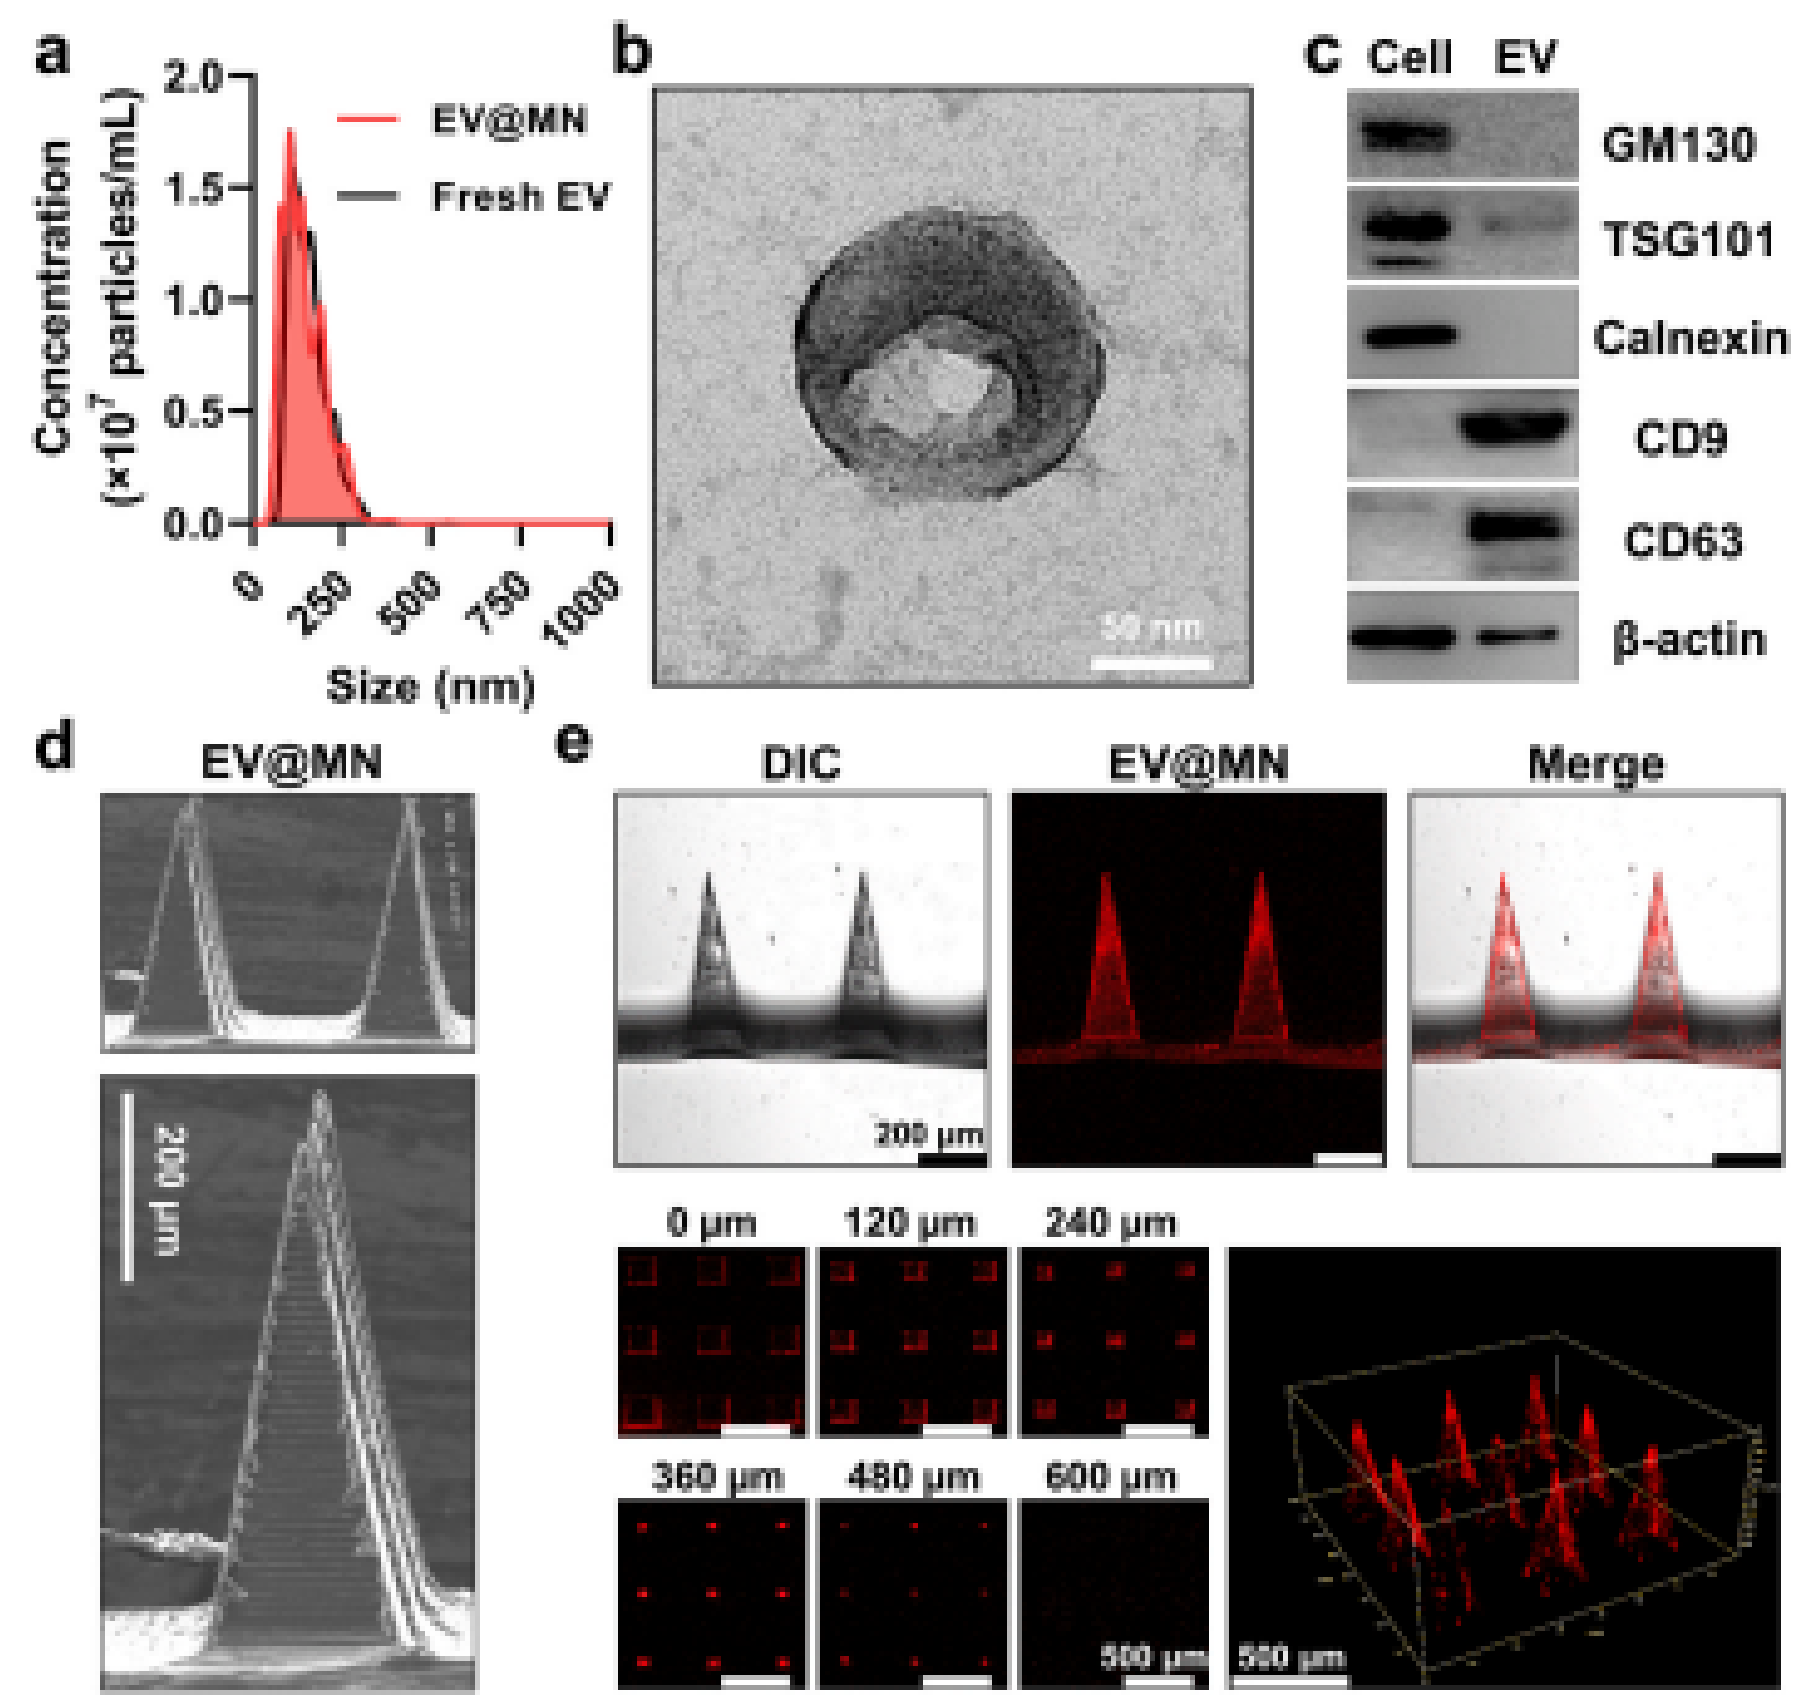 a
2.0
1.5
1.0
0.5
0.0
Concentration
(×10⁷ particles/mL)
EV@MN
Fresh EV
0
250
500
750
1000
Size (nm)
b
50 nm
c
Cell
EV
GM130
TSG101
Calnexin
CD9
CD63
β-actin
d
EV@MN
200 μm
e
DIC
EV@MN
Merge
200 μm
0 μm
120 μm
240 μm
360 μm
480 μm
600 μm
500 μm
500 μm